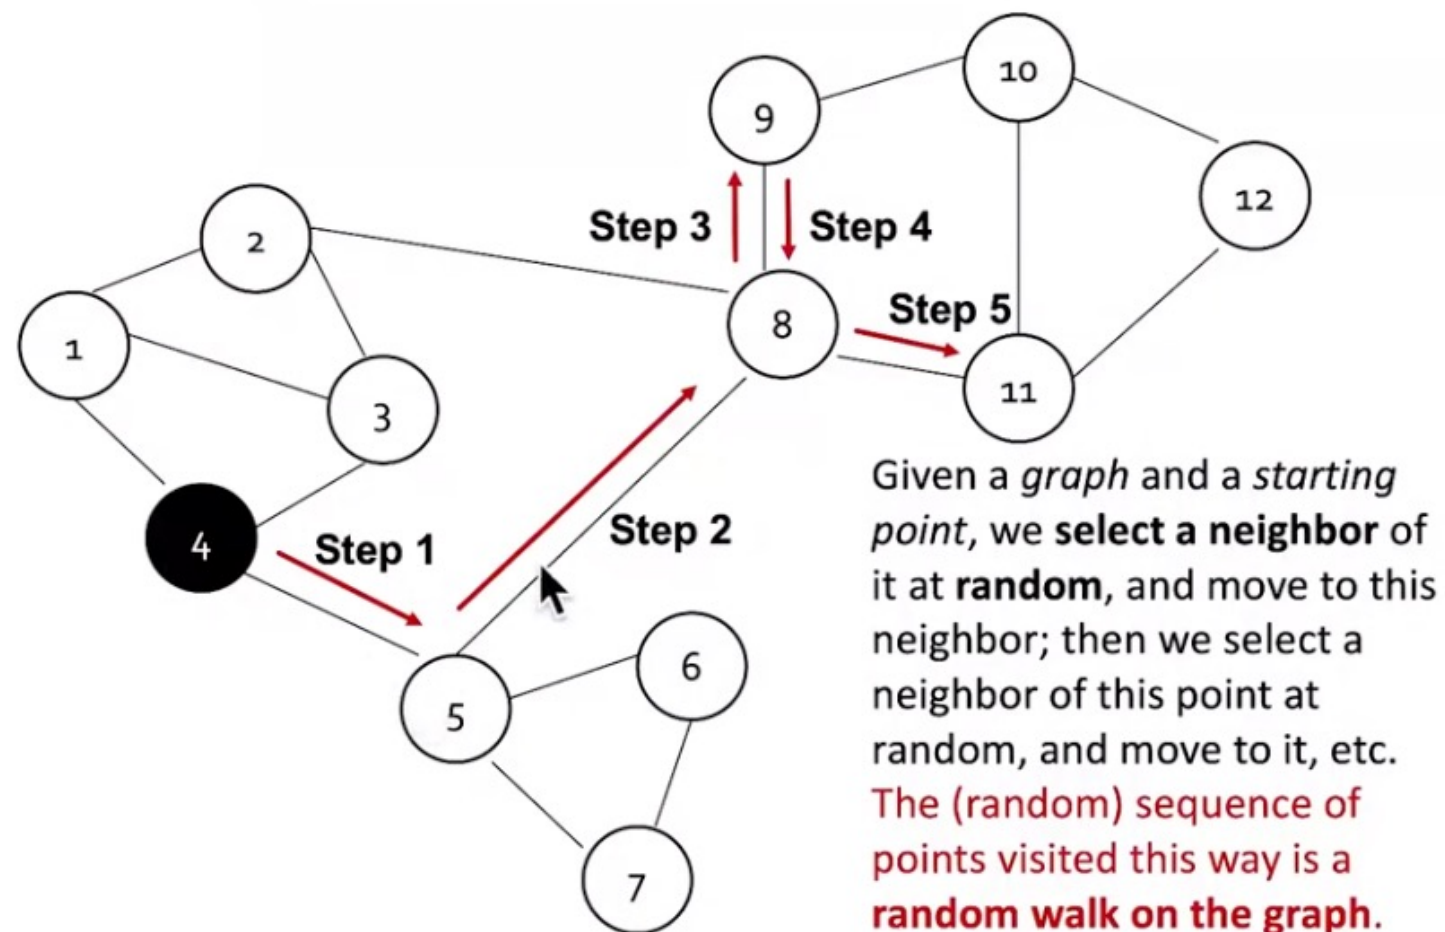 10
9
12
2
Step 3
Step 4
Step 5
8
1
11
3
Given a graph and a starting
point, we select a neighbor of
it at random, and move to this
neighbor; then we select a
neighbor of this point at
random, and move to it, etc.
The (random) sequence of
points visited this way is a
random walk on the graph.
4
Step 1
Step 2
6
5
7